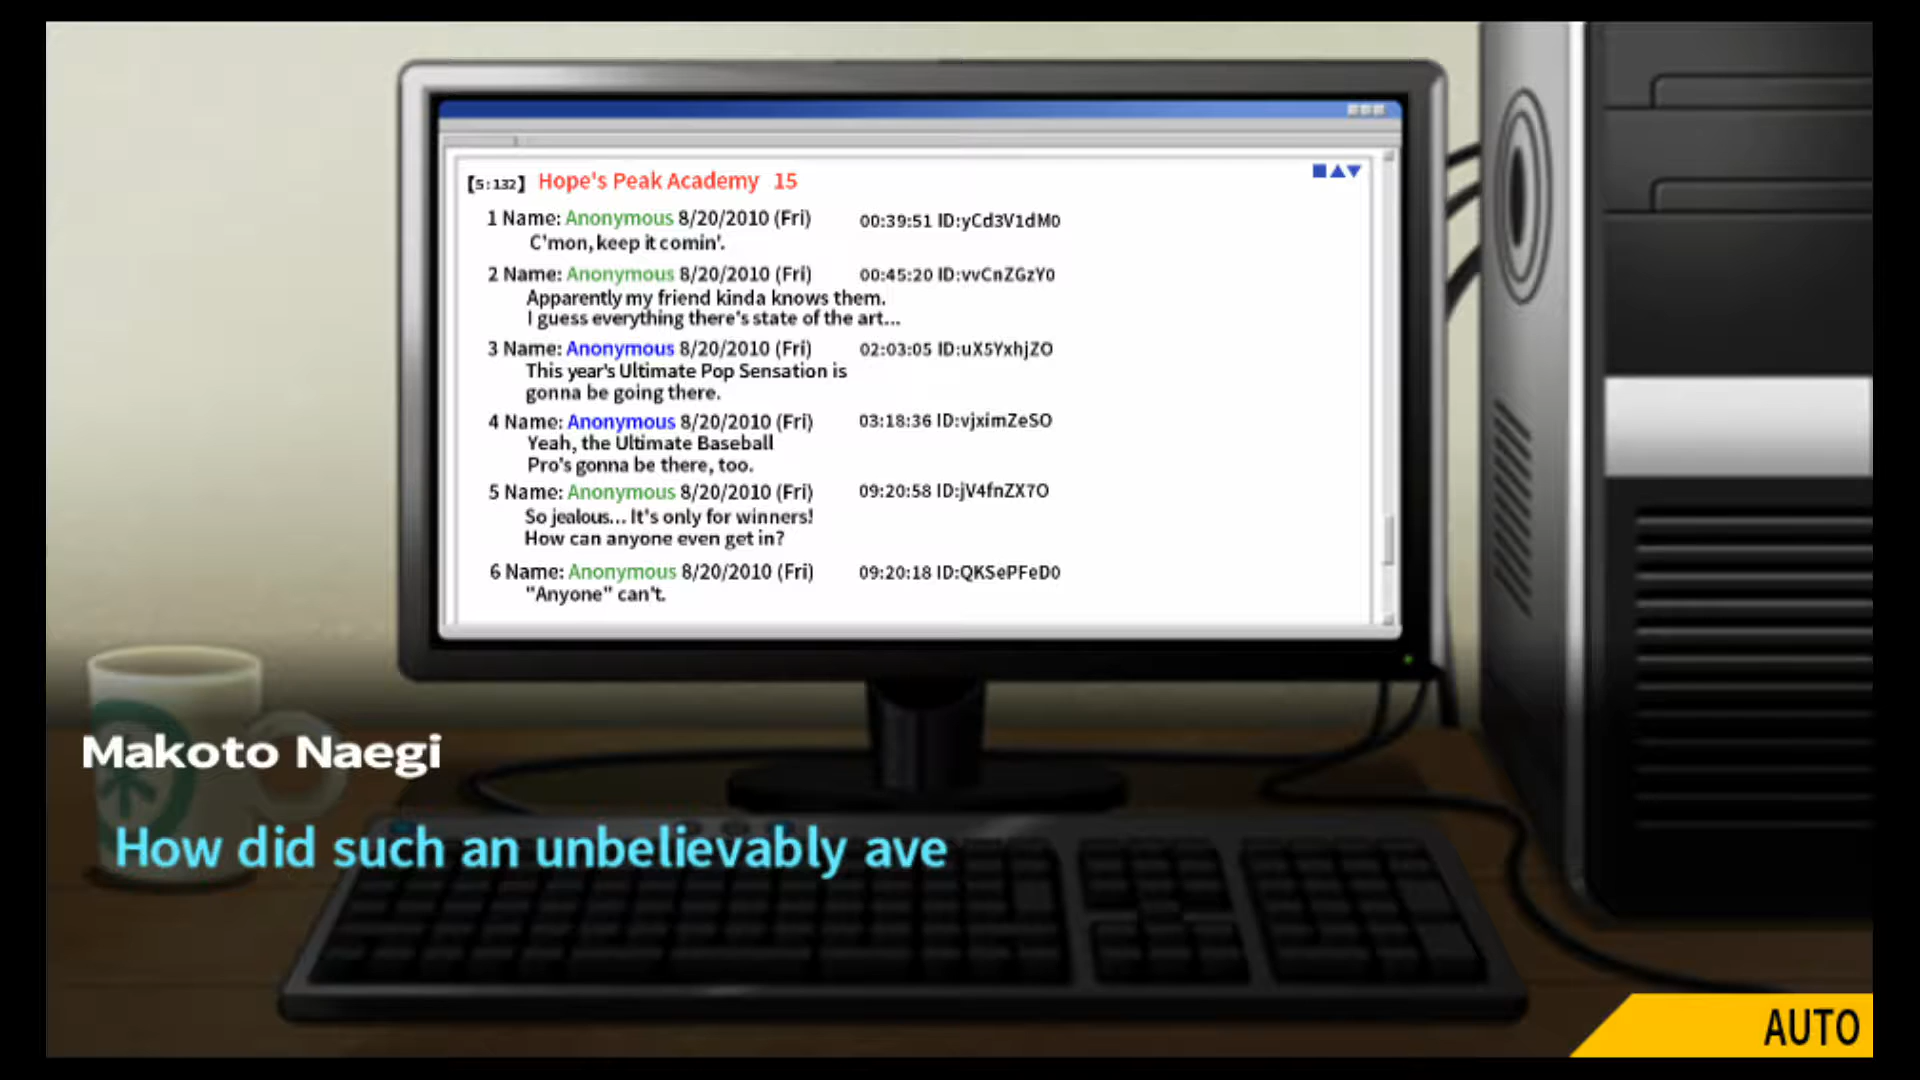 【5:132】 Hope's Peak Academy 15
1 Name: Anonymous 8/20/2010 (Fri) 00:39:51 ID:yCd3V1dM0
C'mon, keep it comin'.
2 Name: Anonymous 8/20/2010 (Fri) 00:45:20 ID:vvCnZGzY0
Apparently my friend kinda knows them.
I guess everything there's state of the art...
3 Name: Anonymous 8/20/2010 (Fri) 02:03:05 ID:uX5YxhjZO
This year's Ultimate Pop Sensation is
gonna be going there.
4 Name: Anonymous 8/20/2010 (Fri) 03:18:36 ID:vjximZeSO
Yeah, the Ultimate Baseball
Pro's gonna be there, too.
5 Name: Anonymous 8/20/2010 (Fri) 09:20:58 ID:jV4fnZX7O
So jealous... It's only for winners!
How can anyone even get in?
6 Name: Anonymous 8/20/2010 (Fri) 09:20:18 ID:QKSePFeD0
"Anyone" can't.
Makoto Naegi
How did such an unbelievably ave
AUTO